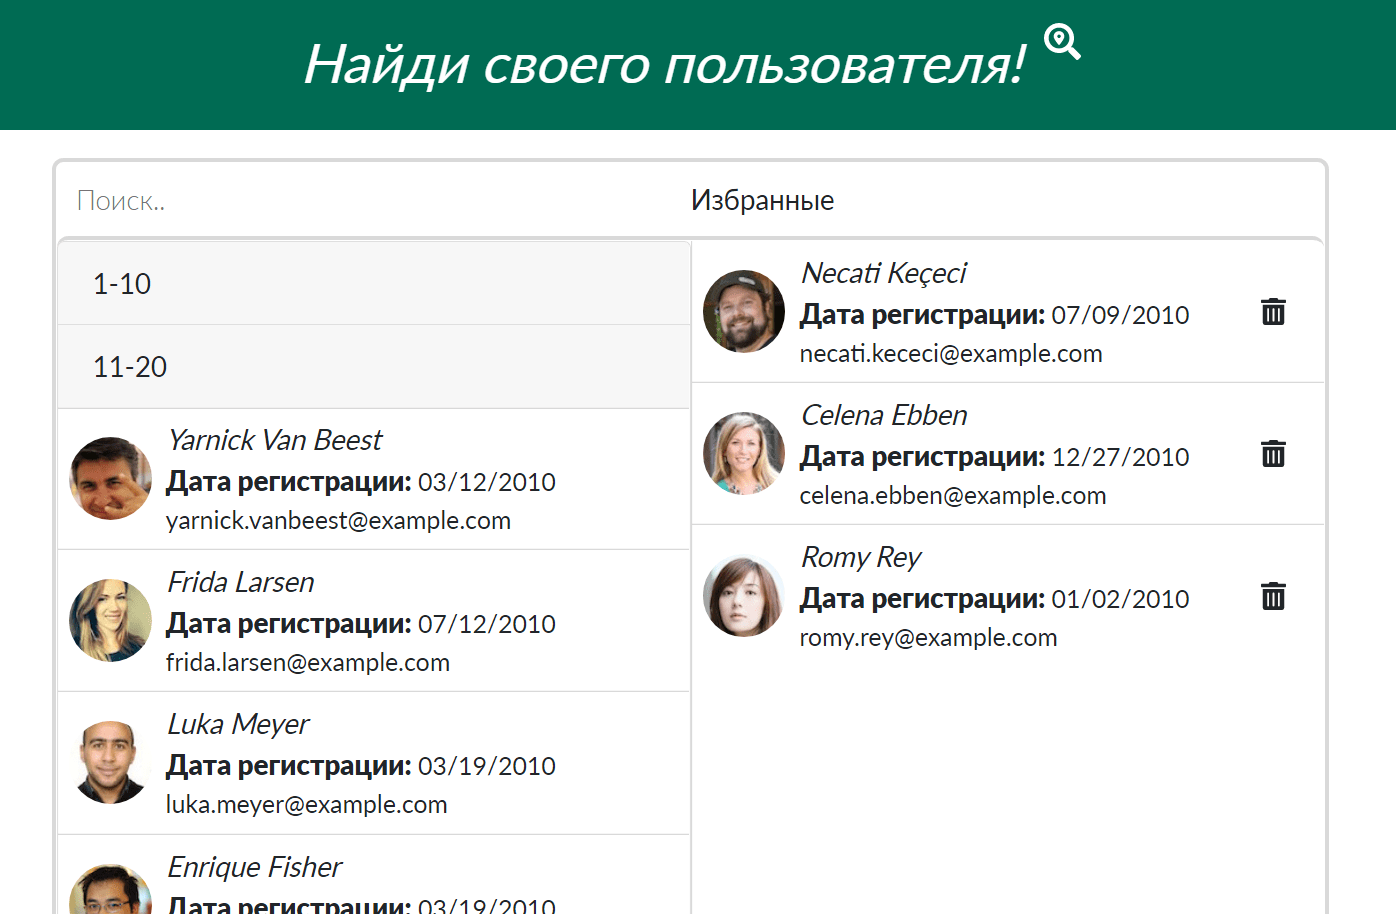 Найди своего пользователя!
Поиск..
Избранные
1-10
11-20
Yarnick Van Beest
Дата регистрации: 03/12/2010
yarnick.vanbeest@example.com
Frida Larsen
Дата регистрации: 07/12/2010
frida.larsen@example.com
Luka Meyer
Дата регистрации: 03/19/2010
luka.meyer@example.com
Enrique Fisher
Дата регистрации: 03/19/2010
Necati Keçeci
Дата регистрации: 07/09/2010
necati.kececi@example.com
Celena Ebben
Дата регистрации: 12/27/2010
celena.ebben@example.com
Romy Rey
Дата регистрации: 01/02/2010
romy.rey@example.com